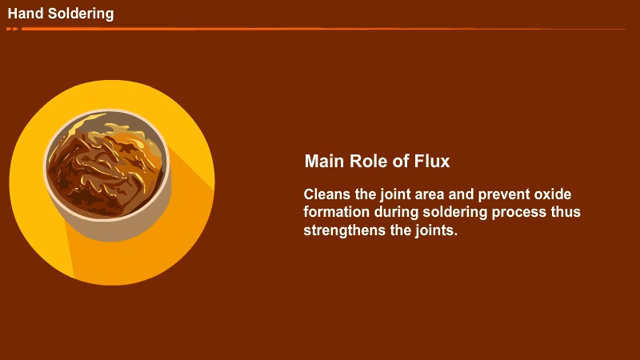 Hand Soldering
Main Role of Flux
Cleans the joint area and prevent oxide
formation during soldering process thus
strengthens the joints.